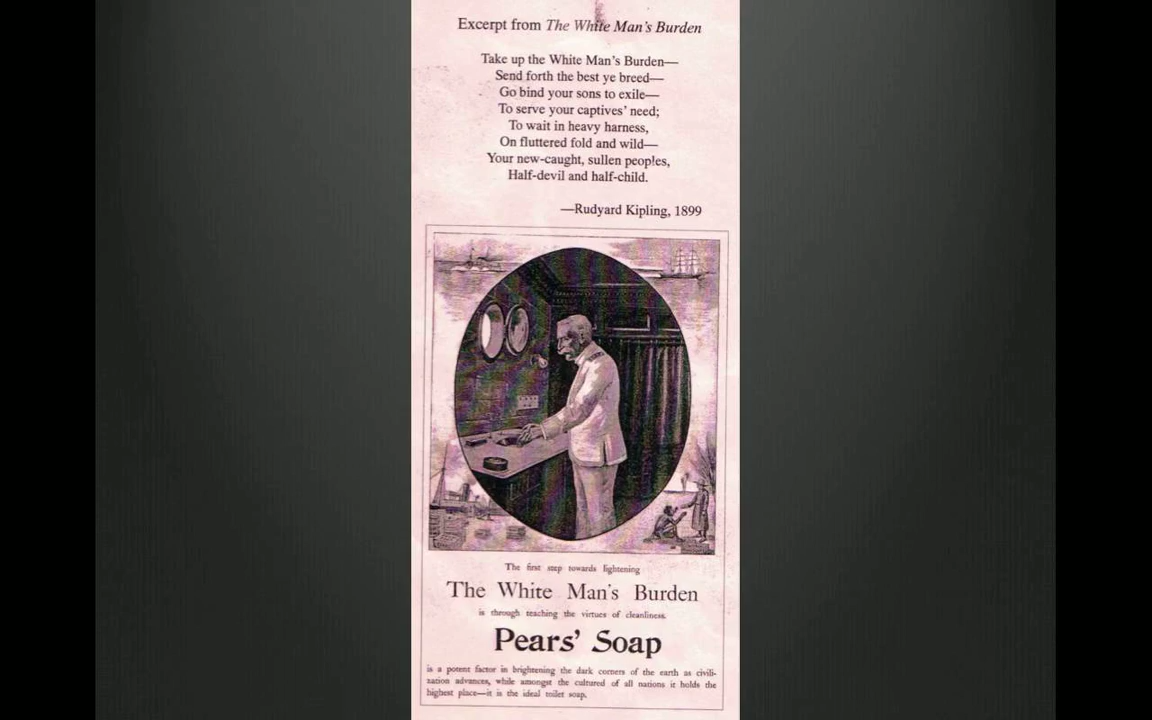 Excerpt from The White Man's Burden
Take up the White Man's Burden—
Send forth the best ye breed—
Go bind your sons to exile—
To serve your captives' need;
To wait in heavy harness,
On fluttered fold and wild—
Your new-caught, sullen peoples,
Half-devil and half-child.
—Rudyard Kipling, 1899
The first step towards lightening
The White Man's Burden
is through teaching the virtues of cleanliness.
Pears' Soap
is a potent factor in brightening the dark corners of the earth as civili-
zation advances, while amongst the cultured of all nations it holds the
highest place—it is the ideal toilet soap.